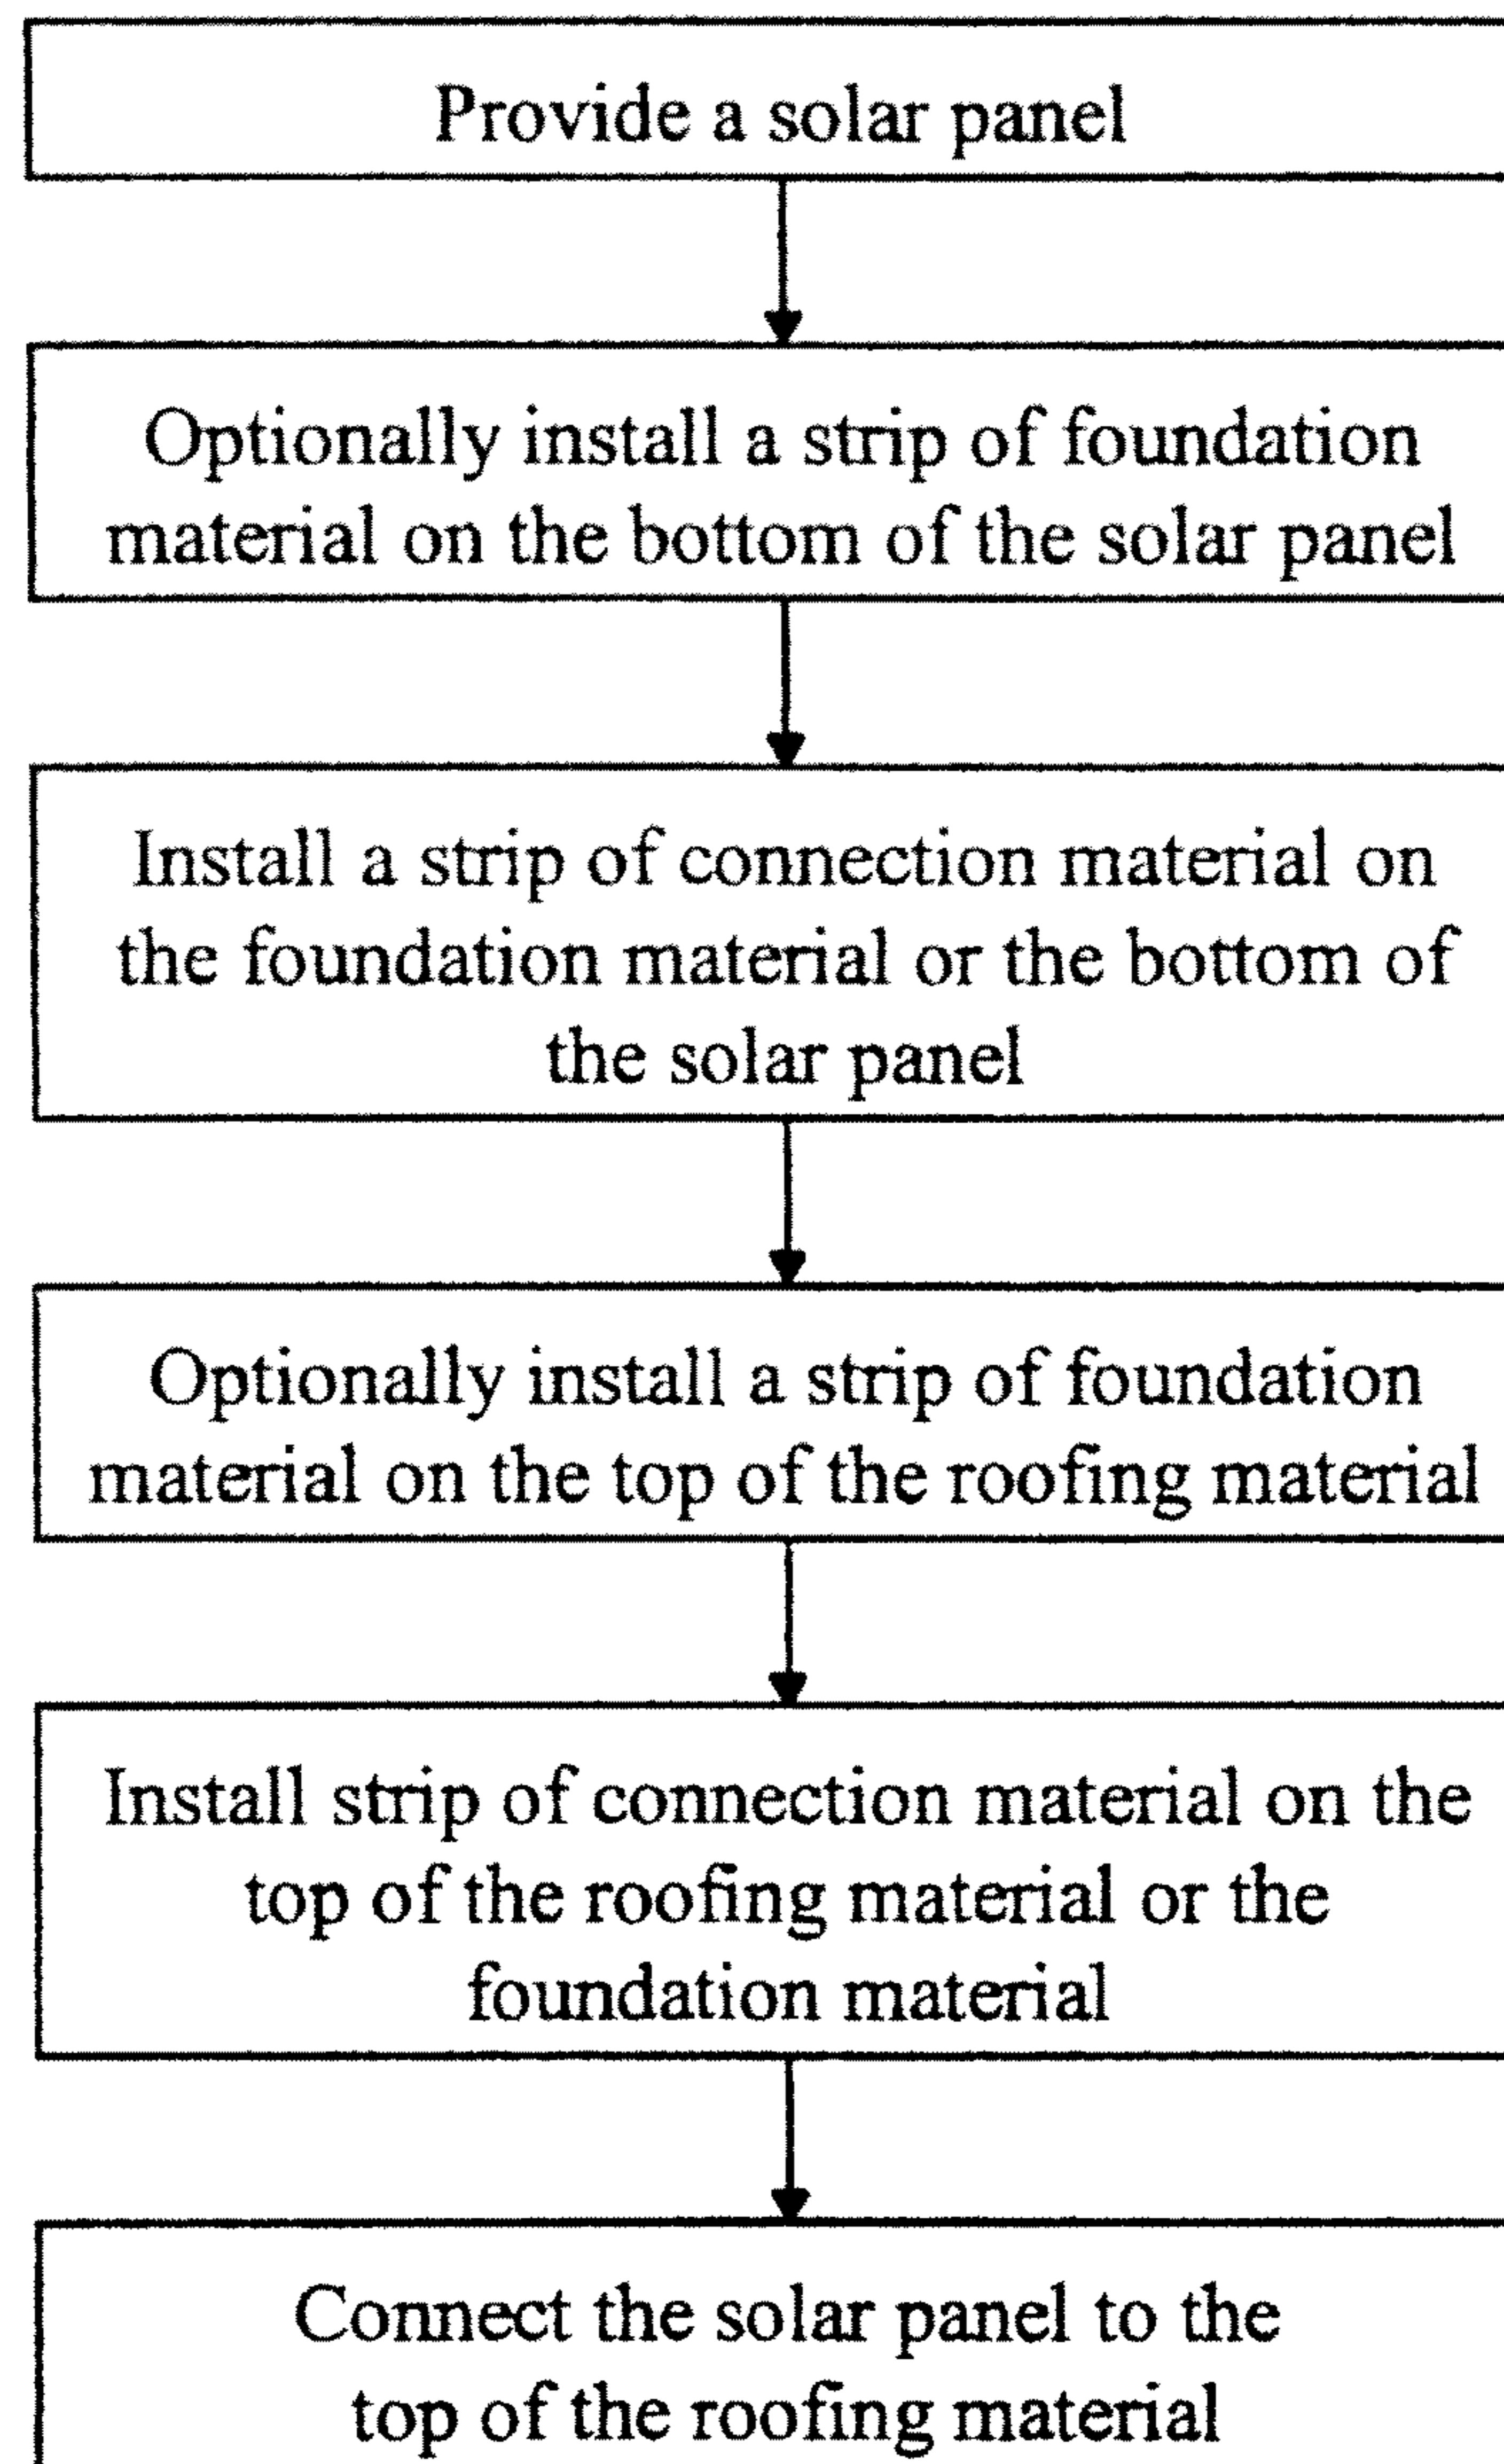 Provide a solar panel
Optionally install a strip of foundation
material on the bottom of the solar panel
Install a strip of connection material on
the foundation material or the bottom of
the solar panel
Optionally install a strip of foundation
material on the top of the roofing material
Install strip of connection material on the
top of the roofing material or the
foundation material
Connect the solar panel to the
top of the roofing material